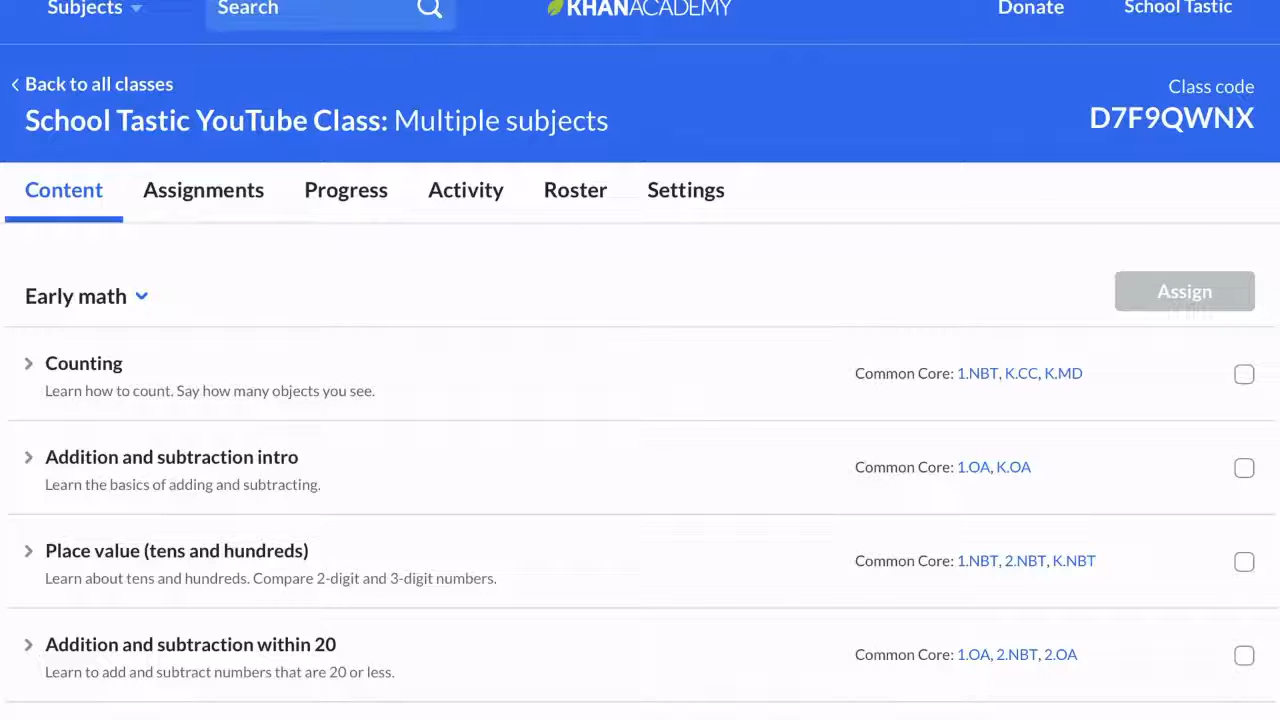 Subjects Search KHANACADEMY Donate School Tastic
Back to all classes
Class code
School Tastic YouTube Class: Multiple subjects
D7F9QWNX
Content Assignments Progress Activity Roster Settings
Early math
Assign
Counting
Learn how to count. Say how many objects you see.
Common Core: 1.NBT, K.CC, K.MD
Addition and subtraction intro
Learn the basics of adding and subtracting.
Common Core: 1.OA, K.OA
Place value (tens and hundreds)
Learn about tens and hundreds. Compare 2-digit and 3-digit numbers.
Common Core: 1.NBT, 2.NBT, K.NBT
Addition and subtraction within 20
Learn to add and subtract numbers that are 20 or less.
Common Core: 1.OA, 2.NBT, 2.OA